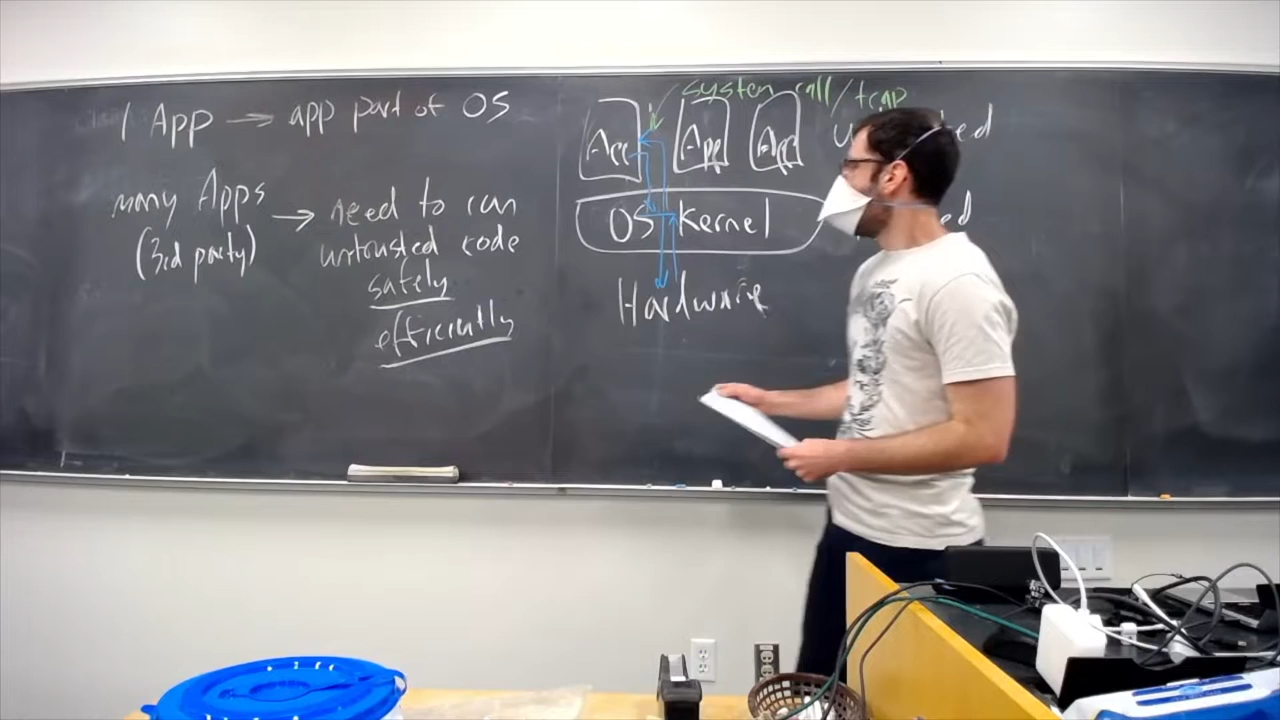 1 App → app part of OS
many Apps → need to run
(3rd party) untrusted code
safely
efficiently
system call/trap
App App App
OS Kernel
Hardware